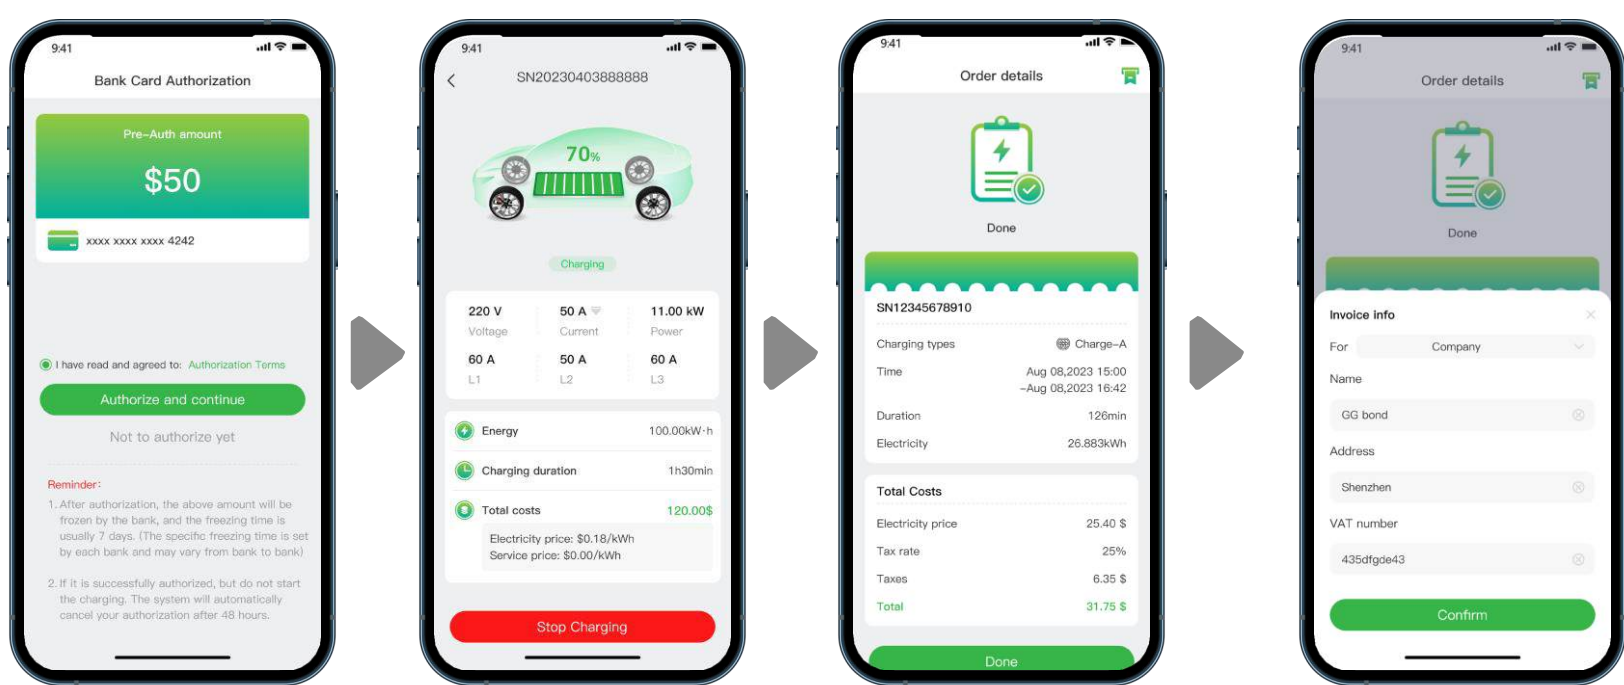 9:41
Bank Card Authorization
Pre-Auth amount
$50
xxxx xxxx xxxx 4242
I have read and agreed to: Authorization Terms
Authorize and continue
Not to authorize yet
Reminder:
1. After authorization, the above amount will be
frozen by the bank, and the freezing time is
usually 7 days. (The specific freezing time is set
by each bank and may vary from bank to bank)
2. If it is successfully authorized, but do not start
the charging. The system will automatically
cancel your authorization after 48 hours.
9:41
SN20230403888888
70%
Charging
220 V 50 A 11.00 kW
Voltage Current Power
60 A 50 A 60 A
L1 L2 L3
Energy 100.00kW·h
Charging duration 1h30min
Total costs 120.00$
Electricity price: $0.18/kWh
Service price: $0.00/kWh
Stop Charging
9:41
Order details
Done
SN12345678910
Charging types Charge-A
Time Aug 08,2023 15:00
-Aug 08,2023 16:42
Duration 126min
Electricity 26.883kWh
Total Costs
Electricity price 25.40 $
Tax rate 25%
Taxes 6.35 $
Total 31.75 $
Done
9:41
Order details
Done
Invoice info
For Company
Name
GG bond
Address
Shenzhen
VAT number
435dfgde43
Confirm